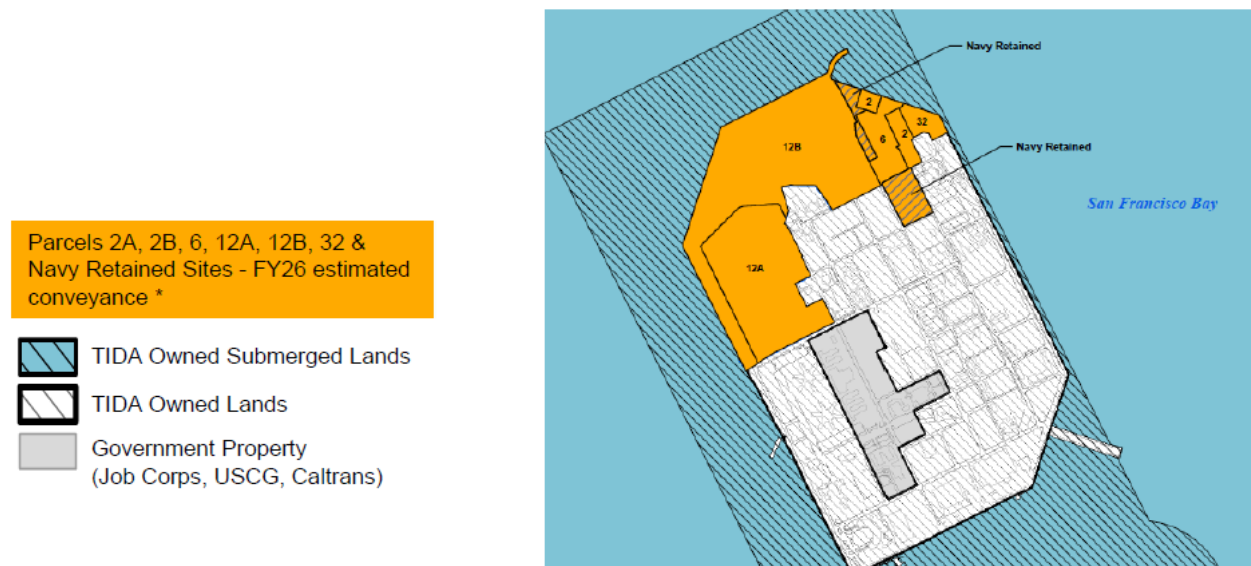 Parcels 2A, 2B, 6, 12A, 12B, 32 &
Navy Retained Sites - FY26 estimated
conveyance *
TIDA Owned Submerged Lands
TIDA Owned Lands
Government Property
(Job Corps, USCG, Caltrans)
Navy Retained
2
32
12B
6
2
Navy Retained
San Francisco Bay
12A